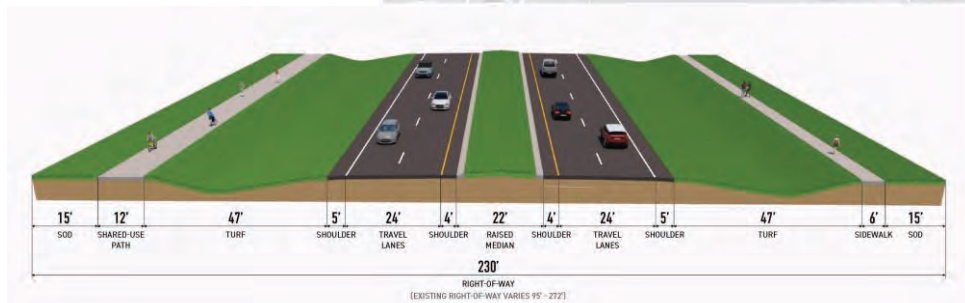 15' 12' 47' 5' 24' 4' 22' 4' 24' 5' 47' 6' 15'
SOD SHARED-USE PATH TURF SHOULDER TRAVEL LANES SHOULDER RAISED MEDIAN SHOULDER TRAVEL LANES SHOULDER TURF SIDEWALK SOD
230'
RIGHT-OF-WAY
(EXISTING RIGHT-OF-WAY VARIES 95' - 272')